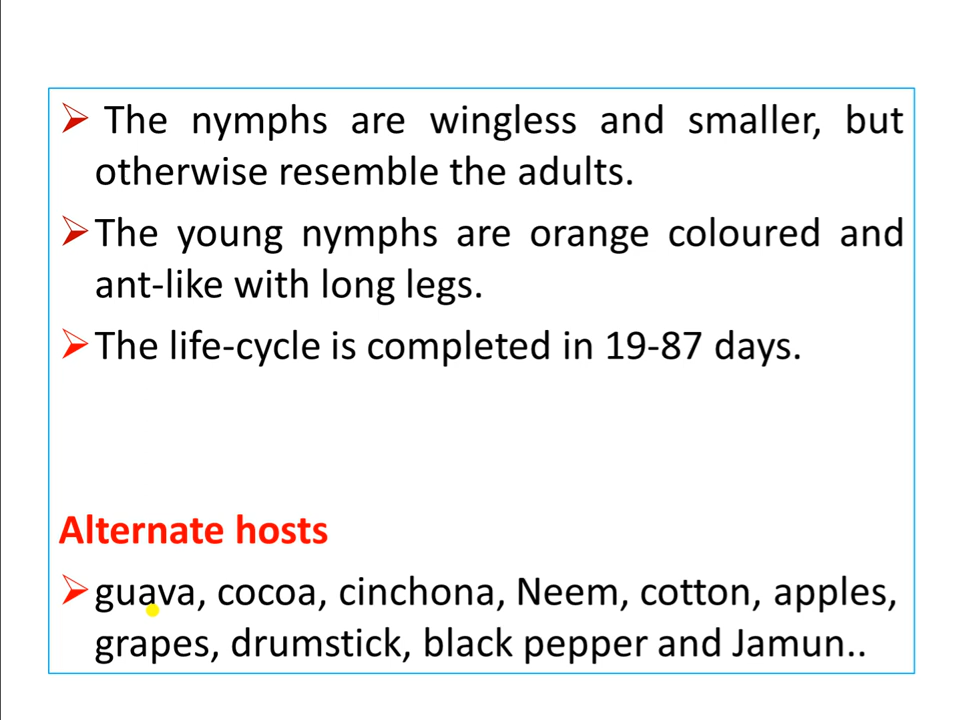 The nymphs are wingless and smaller, but
otherwise resemble the adults.
The young nymphs are orange coloured and
ant-like with long legs.
The life-cycle is completed in 19-87 days.
Alternate hosts
guava, cocoa, cinchona, Neem, cotton, apples,
grapes, drumstick, black pepper and Jamun..